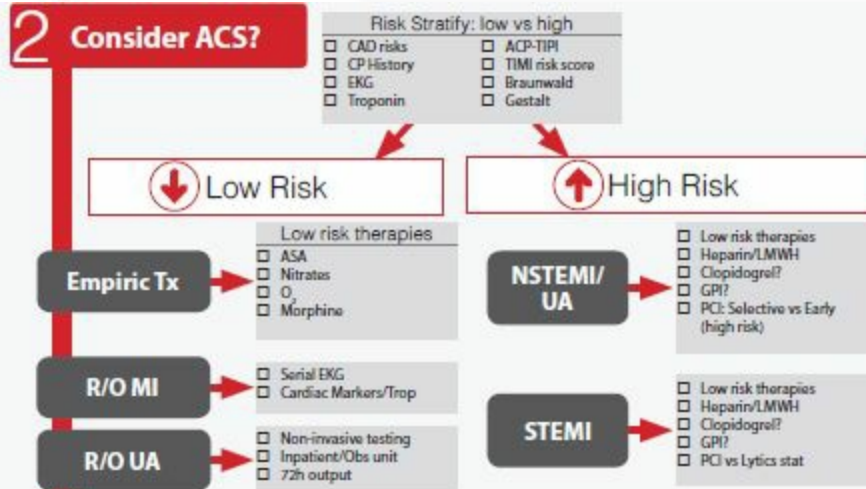 2 Consider ACS?
Risk Stratify: low vs high
☐ CAD risks
☐ CP History
☐ EKG
☐ Troponin
☐ ACP-TIPI
☐ TIMI risk score
☐ Braunwald
☐ Gestalt
Low Risk
High Risk
Empiric Tx
Low risk therapies
☐ ASA
☐ Nitrates
☐ O₂
☐ Morphine
R/O MI
☐ Serial EKG
☐ Cardiac Markers/Trop
R/O UA
☐ Non-invasive testing
☐ Inpatient/Obs unit
☐ 72h output
NSTEMI/
UA
☐ Low risk therapies
☐ Heparin/LMWH
☐ Clopidogrel?
☐ GPI?
☐ PCI: Selective vs Early
(high risk)
STEMI
☐ Low risk therapies
☐ Heparin/LMWH
☐ Clopidogrel?
☐ GPI?
☐ PCI vs Lytics stat